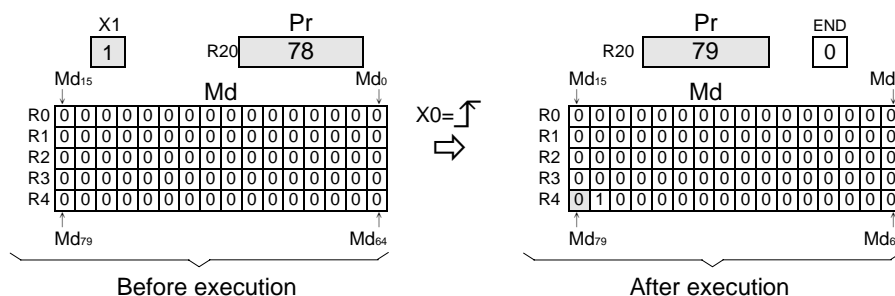 X1 Pr Pr END
1 R20 78 R20 79 0
Md15 Md0 Md15
Md Md
R0 0 0 0 0 0 0 0 0 0 0 0 0 0 0 0 0 X0= R0 0 0 0 0 0 0 0 0 0 0 0 0 0 0 0 0
R1 0 0 0 0 0 0 0 0 0 0 0 0 0 0 0 0 R1 0 0 0 0 0 0 0 0 0 0 0 0 0 0 0 0
R2 0 0 0 0 0 0 0 0 0 0 0 0 0 0 0 0 R2 0 0 0 0 0 0 0 0 0 0 0 0 0 0 0 0
R3 0 0 0 0 0 0 0 0 0 0 0 0 0 0 0 0 R3 0 0 0 0 0 0 0 0 0 0 0 0 0 0 0 0
R4 0 0 0 0 0 0 0 0 0 0 0 0 0 0 0 0 R4 0 1 0 0 0 0 0 0 0 0 0 0 0 0 0 0
Md79 Md64 Md79
Before execution After execution